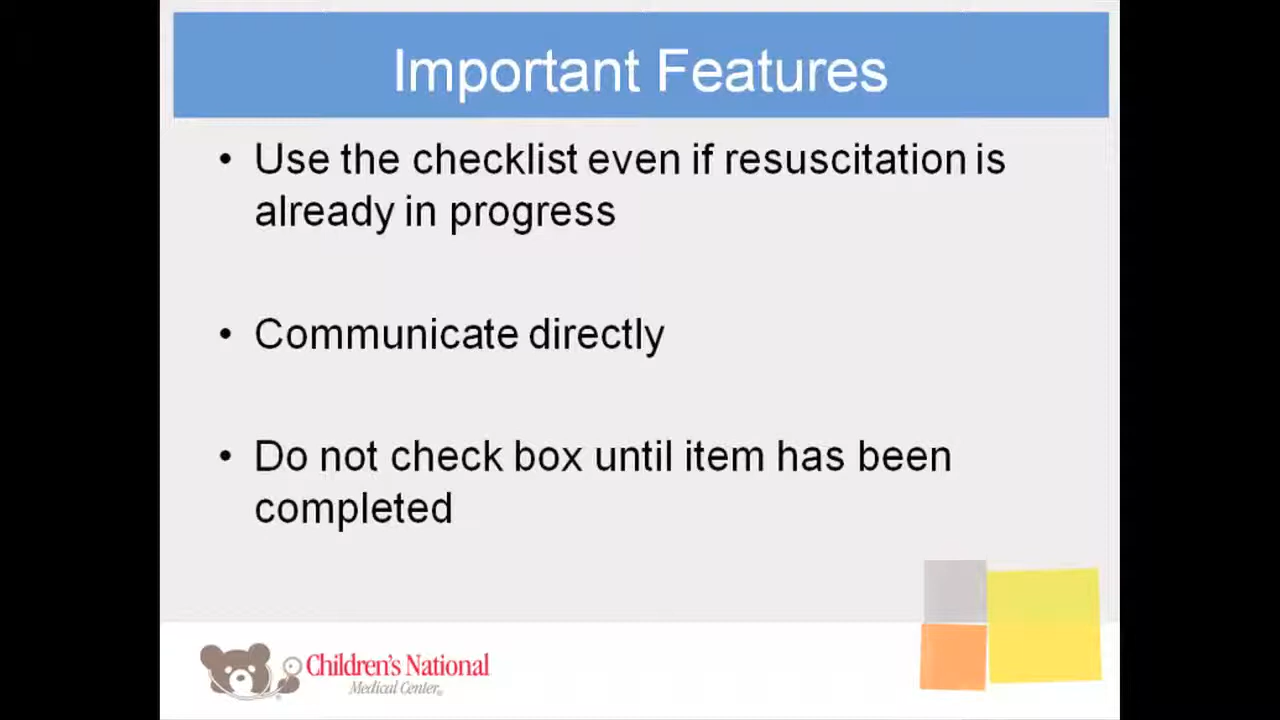 Important Features
• Use the checklist even if resuscitation is
already in progress
• Communicate directly
• Do not check box until item has been
completed
Children's National
Medical Center